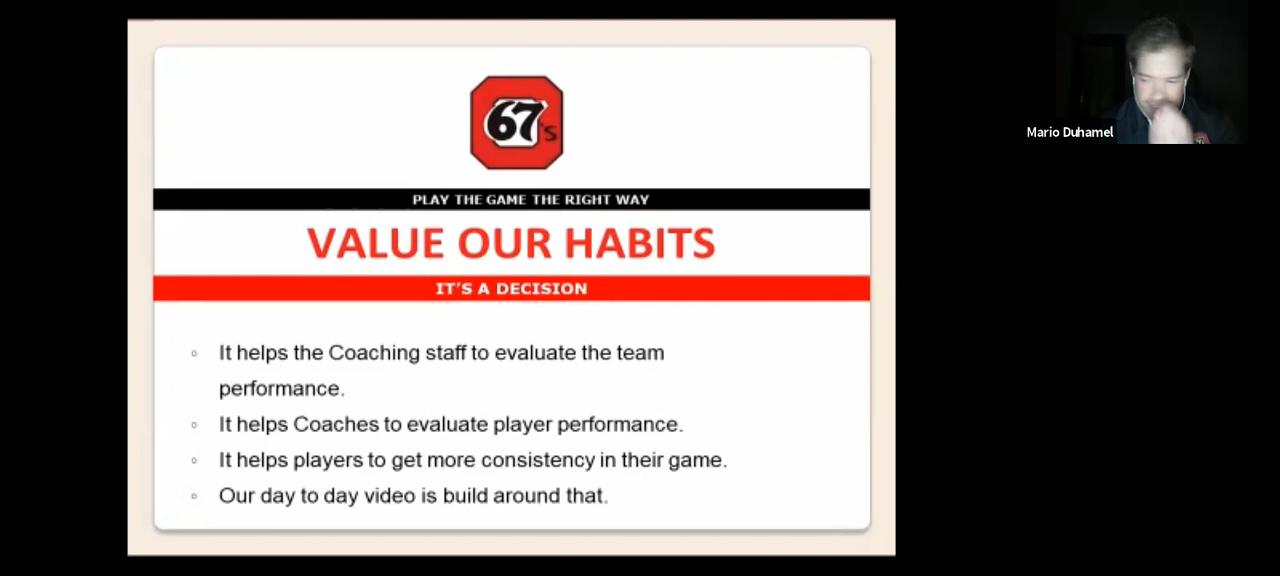 67's
PLAY THE GAME THE RIGHT WAY
VALUE OUR HABITS
IT'S A DECISION
It helps the Coaching staff to evaluate the team
performance.
It helps Coaches to evaluate player performance.
It helps players to get more consistency in their game.
Our day to day video is build around that.
Mario Duhamel